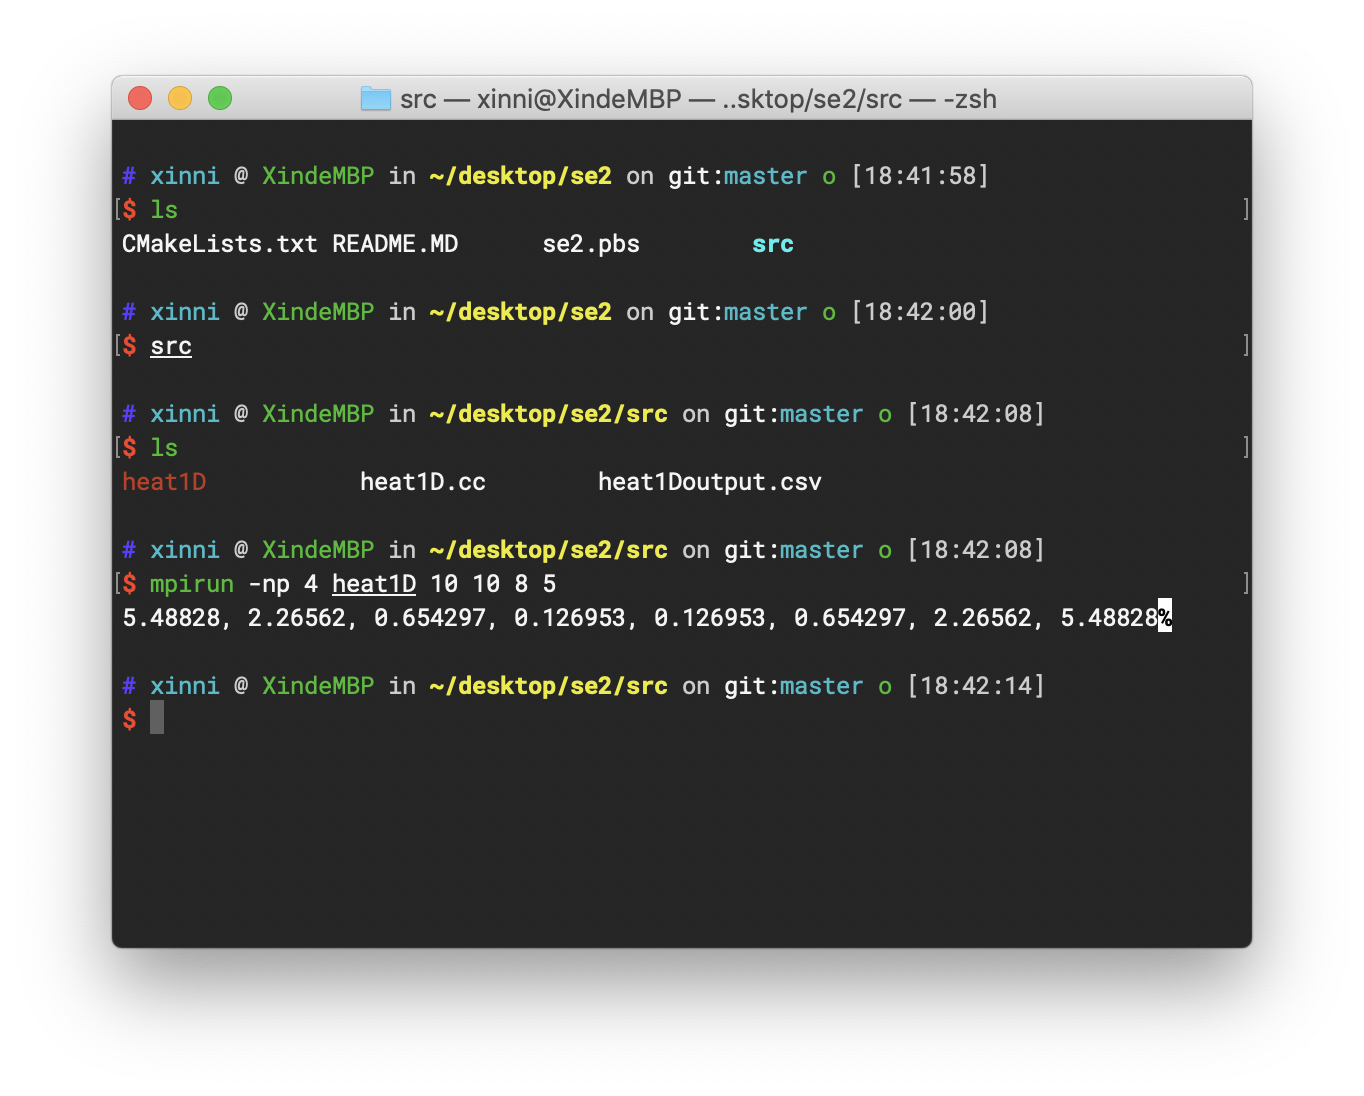 src — xinni@XindeMBP — ..sktop/se2/src — -zsh
# xinni @ XindeMBP in ~/desktop/se2 on git:master o [18:41:58]
[$ ls ]
CMakeLists.txt README.MD se2.pbs src
# xinni @ XindeMBP in ~/desktop/se2 on git:master o [18:42:00]
[$ src ]
# xinni @ XindeMBP in ~/desktop/se2/src on git:master o [18:42:08]
[$ ls ]
heat1D heat1D.cc heat1Doutput.csv
# xinni @ XindeMBP in ~/desktop/se2/src on git:master o [18:42:08]
[$ mpirun -np 4 heat1D 10 10 8 5 ]
5.48828, 2.26562, 0.654297, 0.126953, 0.126953, 0.654297, 2.26562, 5.48828%
# xinni @ XindeMBP in ~/desktop/se2/src on git:master o [18:42:14]
$